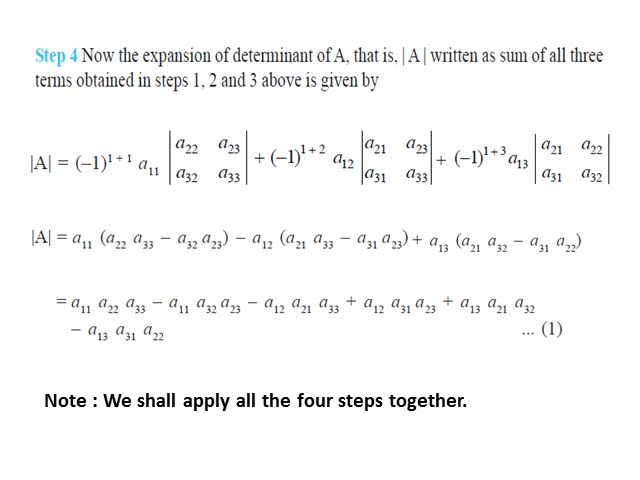 Step 4 Now the expansion of determinant of A, that is, | A | written as sum of all three
terms obtained in steps 1, 2 and 3 above is given by
|A| = (–1)¹⁺¹ a₁₁ |a₂₂ a₂₃; a₃₂ a₃₃| + (–1)¹⁺² a₁₂ |a₂₁ a₂₃; a₃₁ a₃₃| + (–1)¹⁺³ a₁₃ |a₂₁ a₂₂; a₃₁ a₃₂|
|A| = a₁₁ (a₂₂ a₃₃ – a₃₂ a₂₃) – a₁₂ (a₂₁ a₃₃ – a₃₁ a₂₃) + a₁₃ (a₂₁ a₃₂ – a₃₁ a₂₂)
= a₁₁ a₂₂ a₃₃ – a₁₁ a₃₂ a₂₃ – a₁₂ a₂₁ a₃₃ + a₁₂ a₃₁ a₂₃ + a₁₃ a₂₁ a₃₂
– a₁₃ a₃₁ a₂₂ ... (1)
Note : We shall apply all the four steps together.